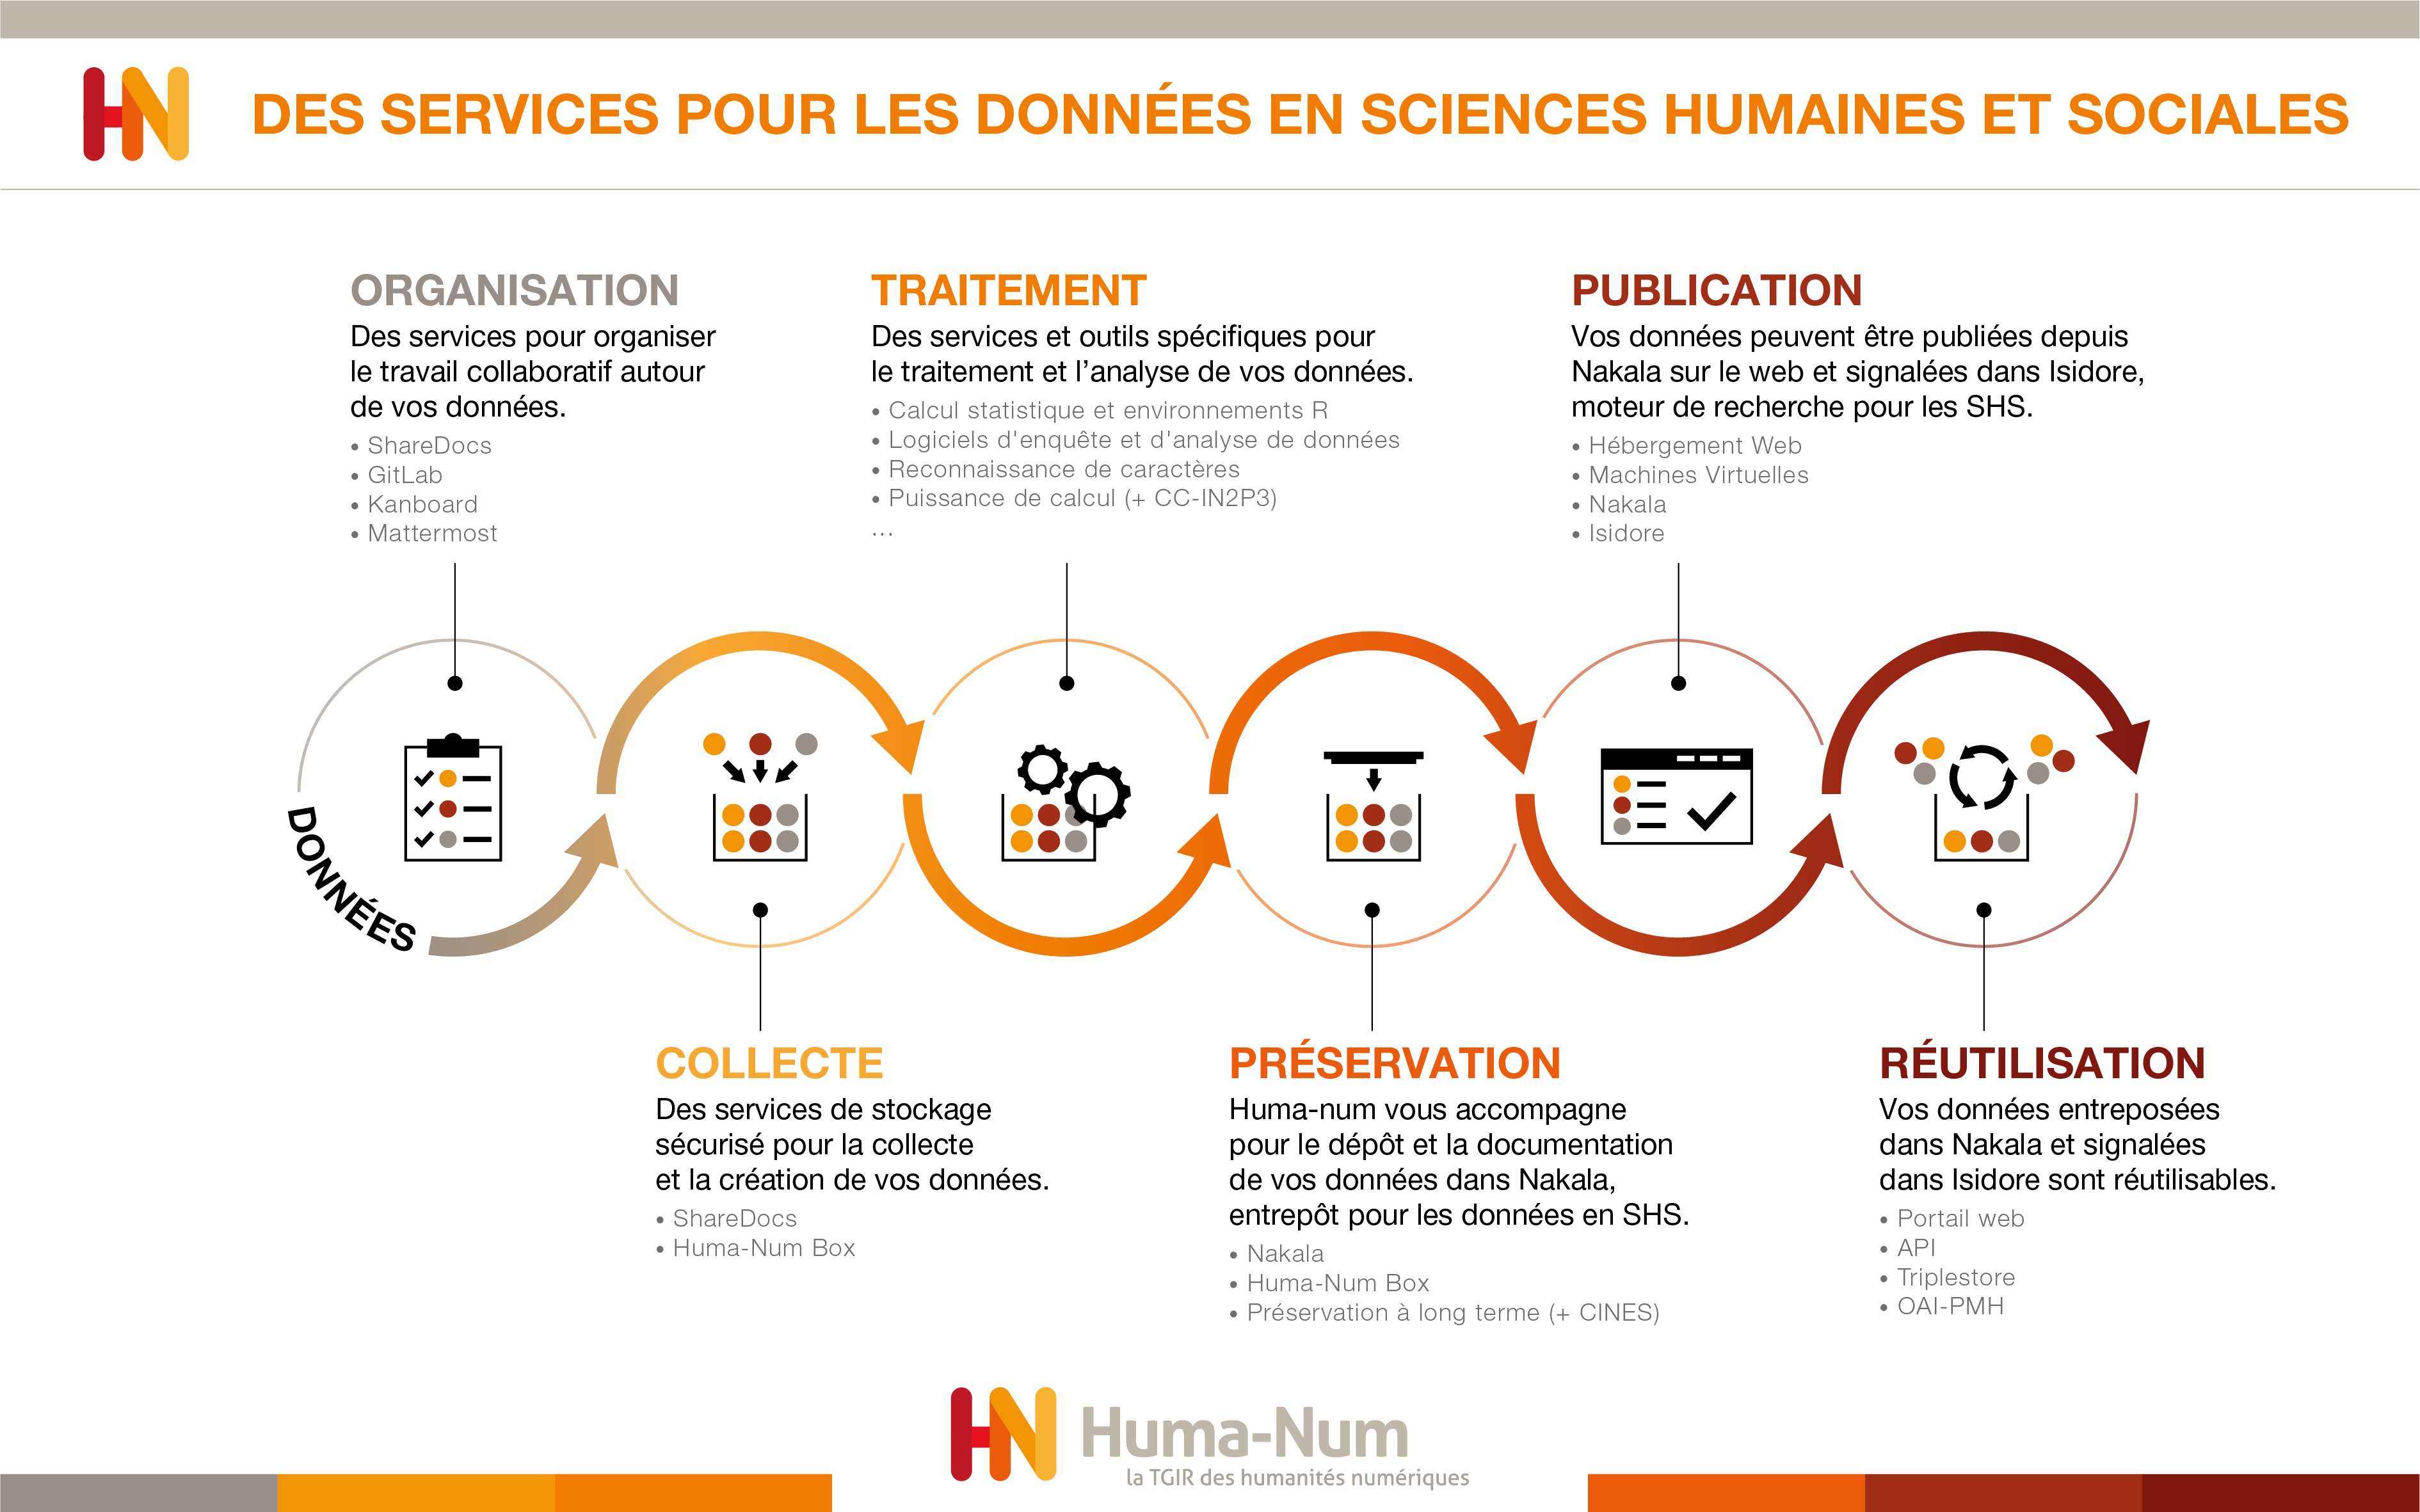 HN
DES SERVICES POUR LES DONNÉES EN SCIENCES HUMAINES ET SOCIALES
ORGANISATION
Des services pour organiser
le travail collaboratif autour
de vos données.
• ShareDocs
• GitLab
• Kanboard
• Mattermost
TRAITEMENT
Des services et outils spécifiques pour
le traitement et l’analyse de vos données.
• Calcul statistique et environnements R
• Logiciels d'enquête et d'analyse de données
• Reconnaissance de caractères
• Puissance de calcul (+ CC-IN2P3)
...
PUBLICATION
Vos données peuvent être publiées depuis
Nakala sur le web et signalées dans Isidore,
moteur de recherche pour les SHS.
• Hébergement Web
• Machines Virtuelles
• Nakala
• Isidore
DONNÉES
COLLECTE
Des services de stockage
sécurisé pour la collecte
et la création de vos données.
• ShareDocs
• Huma-Num Box
PRÉSERVATION
Huma-num vous accompagne
pour le dépôt et la documentation
de vos données dans Nakala,
entrepôt pour les données en SHS.
• Nakala
• Huma-Num Box
• Préservation à long terme (+ CINES)
RÉUTILISATION
Vos données entreposées
dans Nakala et signalées
dans Isidore sont réutilisables.
• Portail web
• API
• Triplestore
• OAI-PMH
HN Huma-Num
la TGIR des humanités numériques